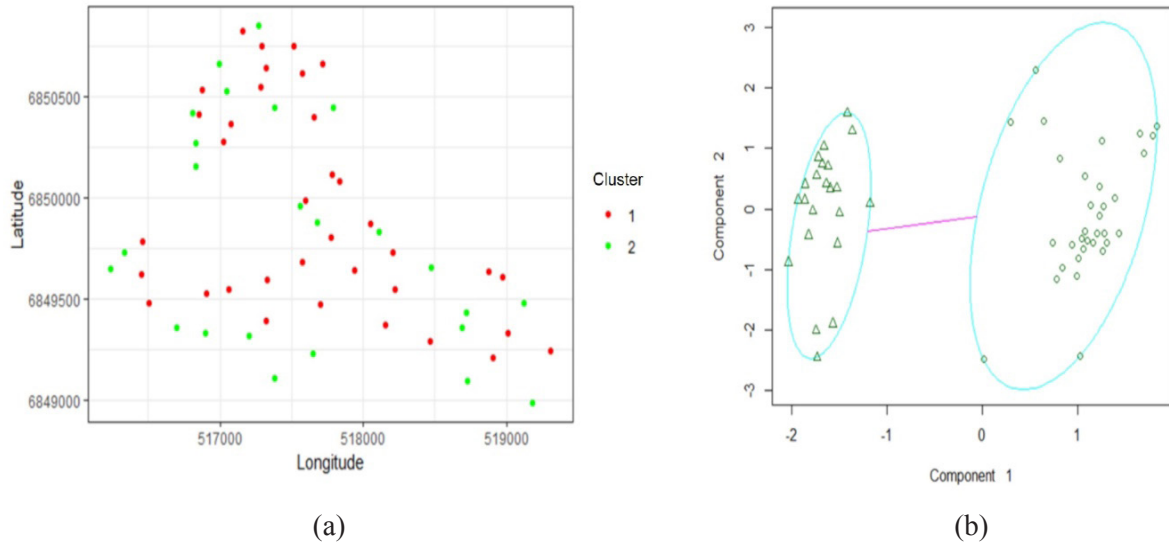 6850500
6850000
6849500
6849000
Latitude
517000 518000 519000
Longitude
Cluster
1
2
(a)
3
2
1
0
-1
-2
-3
Component 2
-2 -1 0 1
Component 1
(b)